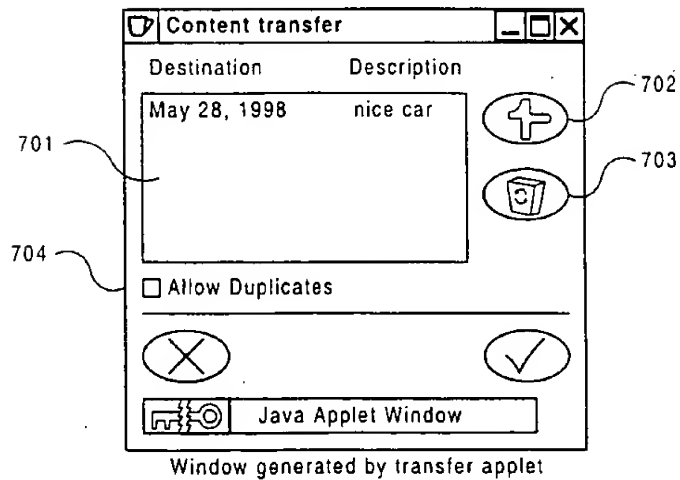 Content transfer
Destination Description
702
May 28, 1998 nice car
701
703
704
Allow Duplicates
Java Applet Window
Window generated by transfer applet